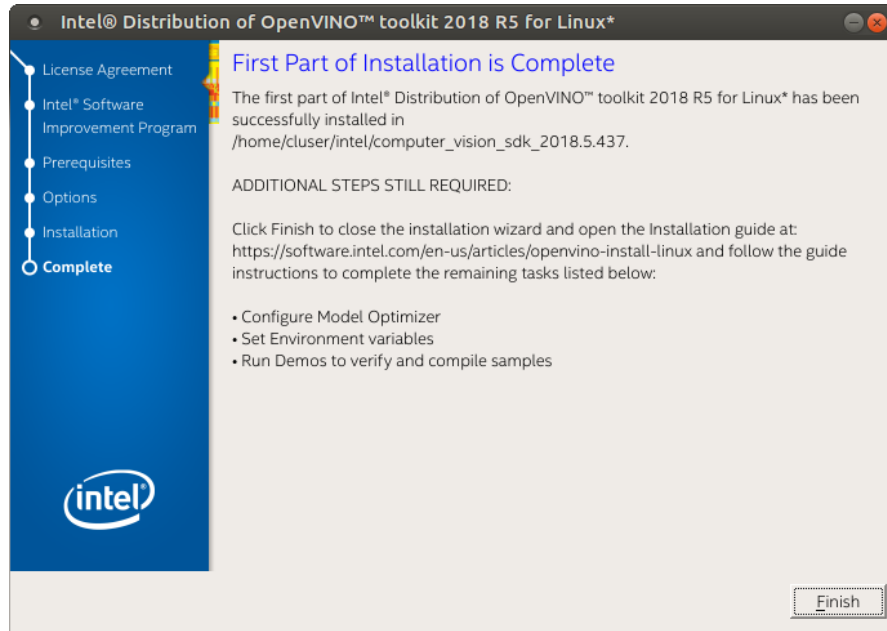 Intel® Distribution of OpenVINO™ toolkit 2018 R5 for Linux*
License Agreement
Intel® Software
Improvement Program
Prerequisites
Options
Installation
Complete
First Part of Installation is Complete
The first part of Intel® Distribution of OpenVINO™ toolkit 2018 R5 for Linux* has been
successfully installed in
/home/cluser/intel/computer_vision_sdk_2018.5.437.
ADDITIONAL STEPS STILL REQUIRED:
Click Finish to close the installation wizard and open the Installation guide at:
https://software.intel.com/en-us/articles/openvino-install-linux and follow the guide
instructions to complete the remaining tasks listed below:
• Configure Model Optimizer
• Set Environment variables
• Run Demos to verify and compile samples
intel®
Finish